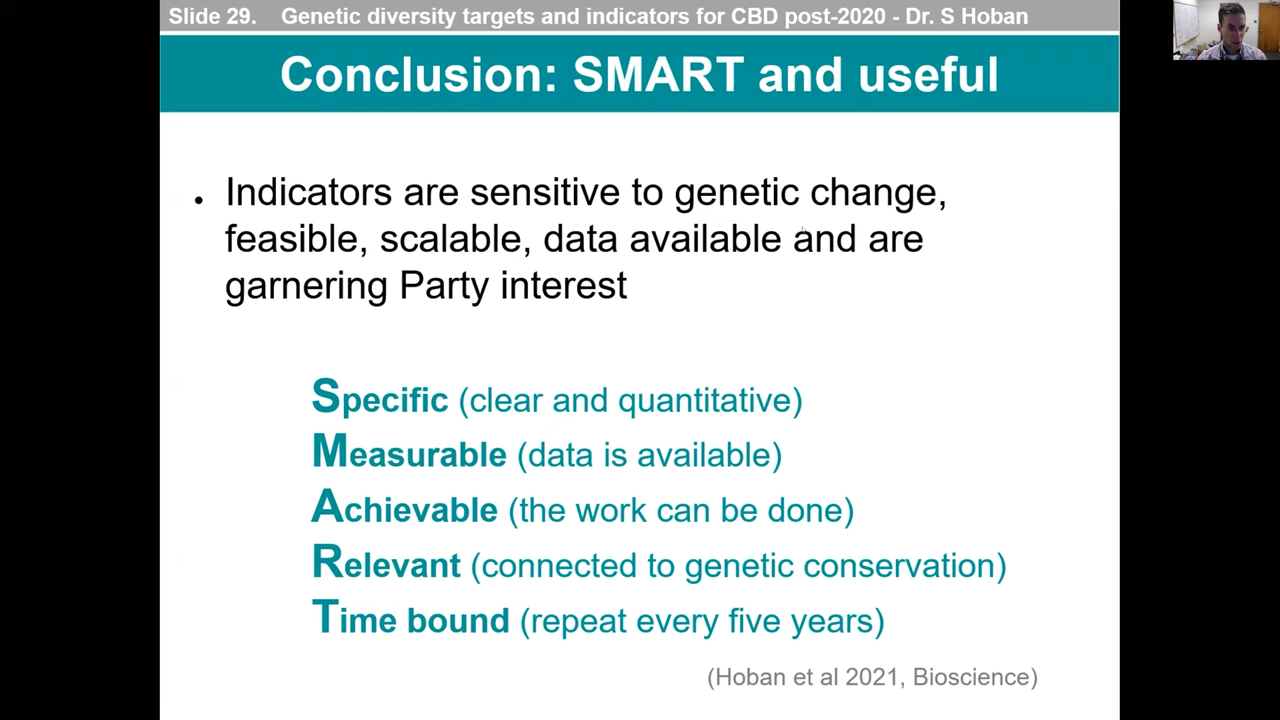 Slide 29. Genetic diversity targets and indicators for CBD post-2020 - Dr. S Hoban
Conclusion: SMART and useful
• Indicators are sensitive to genetic change,
feasible, scalable, data available and are
garnering Party interest
Specific (clear and quantitative)
Measurable (data is available)
Achievable (the work can be done)
Relevant (connected to genetic conservation)
Time bound (repeat every five years)
(Hoban et al 2021, Bioscience)